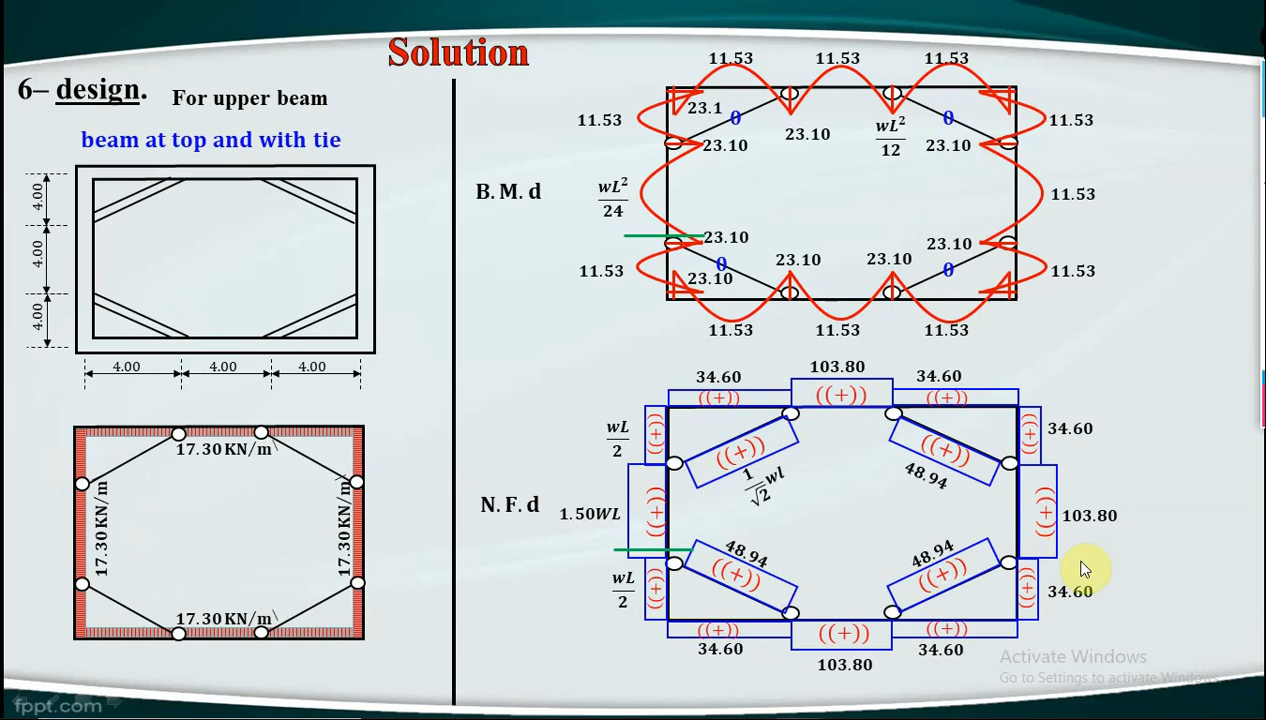 Solution
6– design. For upper beam
beam at top and with tie
4.00
4.00
4.00
4.00 4.00 4.00
17.30 KN/m\
17.30 KN/m
17.30 KN/m\
17.30 KN/m\
B. M. d
11.53 11.53 11.53
11.53 23.1 0 23.10 wL²/12 0 11.53
23.10 23.10
wL²/24 11.53
23.10 23.10
11.53 0 23.10 23.10 23.10 0 11.53
11.53 11.53 11.53
N. F. d
34.60 103.80 34.60
((+)) ((+)) ((+))
wL/2 ((+)) ((+)) ((+)) ((+)) 34.60
1/√2 wl 48.94
1.50WL ((+)) ((+)) 103.80
48.94 48.94
wL/2 ((+)) ((+)) ((+)) ((+)) 34.60
((+)) ((+)) ((+))
34.60 103.80 34.60
Activate Windows
Go to Settings to activate Windows.
fppt.com